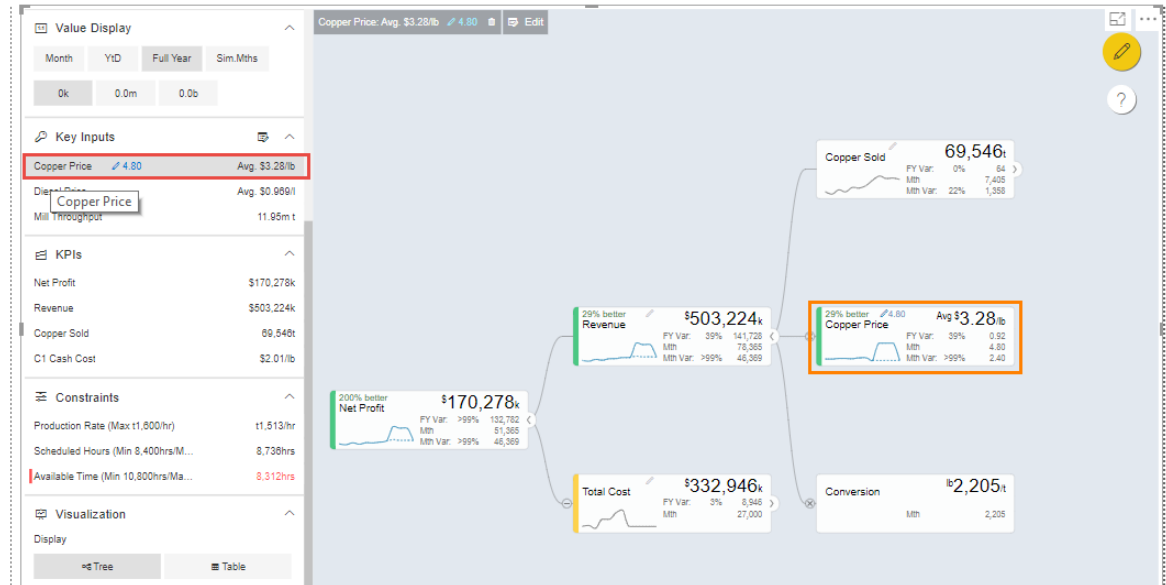 Value Display
Month YtD Full Year Sim.Mths
0k 0.0m 0.0b
Key Inputs
Copper Price 4.80 Avg. $3.28/lb
Diesel Price Avg. $0.969/l
Copper Price
Mill Throughput 11.95m t
KPIs
Net Profit $170,278k
Revenue $503,224k
Copper Sold 69,546t
C1 Cash Cost $2.01/lb
Constraints
Production Rate (Max t1,600/hr) t1,513/hr
Scheduled Hours (Min 8,400hrs/M... 8,736hrs
Available Time (Min 10,800hrs/Ma... 8,312hrs
Visualization
Display
Tree Table
Copper Price: Avg. $3.28/lb 4.80 Edit
?
Copper Sold 69,546t
FY Var: 0% 64
Mth 7,405
Mth Var: 22% 1,358
29% better
Revenue $503,224k
FY Var: 39% 141,728
Mth 78,365
Mth Var: >99% 46,369
29% better 4.80
Copper Price Avg $3.28/lb
FY Var: 39% 0.92
Mth 4.80
Mth Var: >99% 2.40
200% better
Net Profit $170,278k
FY Var: >99% 132,782
Mth 51,365
Mth Var: >99% 46,369
Total Cost $332,946k
FY Var: 3% 8,946
Mth 27,000
Conversion lb2,205/t
Mth 2,205